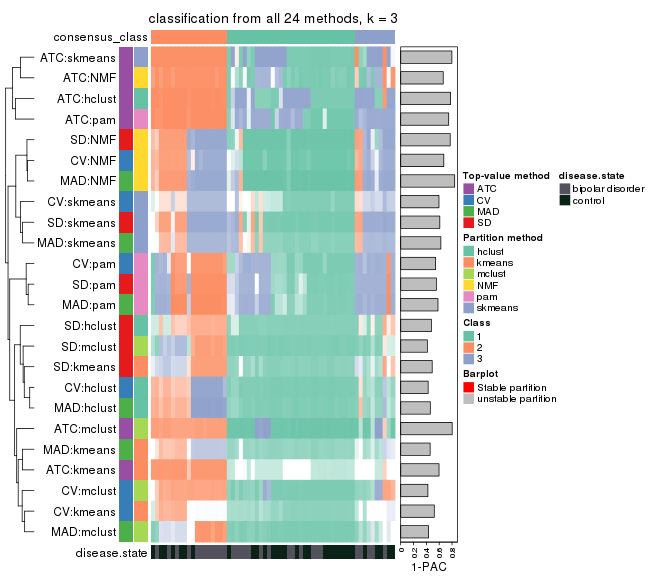 classification from all 24 methods, k = 3
consensus_class
ATC:skmeans
ATC:NMF
ATC:hclust
ATC:pam
SD:NMF
CV:NMF
MAD:NMF
CV:skmeans
SD:skmeans
MAD:skmeans
CV:pam
SD:pam
MAD:pam
SD:hclust
SD:mclust
SD:kmeans
CV:hclust
MAD:hclust
ATC:mclust
MAD:kmeans
ATC:kmeans
CV:mclust
CV:kmeans
MAD:mclust
disease.state
0 0.2 0.4 0.6 0.8
1-PAC
Top-value method
ATC
CV
MAD
SD
Partition method
hclust
kmeans
mclust
NMF
pam
skmeans
Class
1
2
3
Barplot
Stable partition
unstable partition
disease.state
bipolar disorder
control